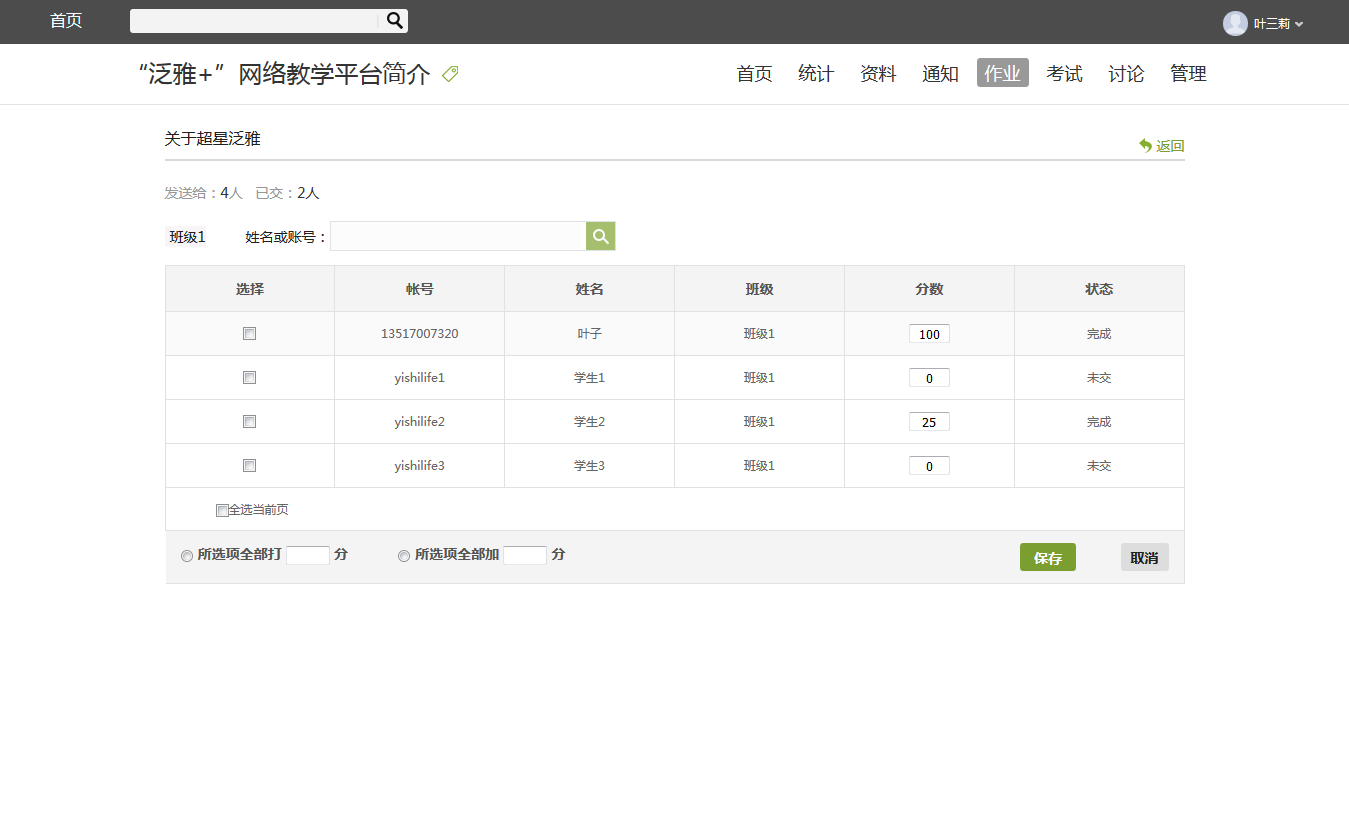 首页 叶三莉
“泛雅+”网络教学平台简介 首页 统计 资料 通知 作业 考试 讨论 管理
关于超星泛雅 返回
发送给：4人 已交：2人
班级1 姓名或账号：
选择 帐号 姓名 班级 分数 状态
13517007320 叶子 班级1 100 完成
yishilife1 学生1 班级1 0 未交
yishilife2 学生2 班级1 25 完成
yishilife3 学生3 班级1 0 未交
全选当前页
所选项全部打 分 所选项全部加 分 保存 取消